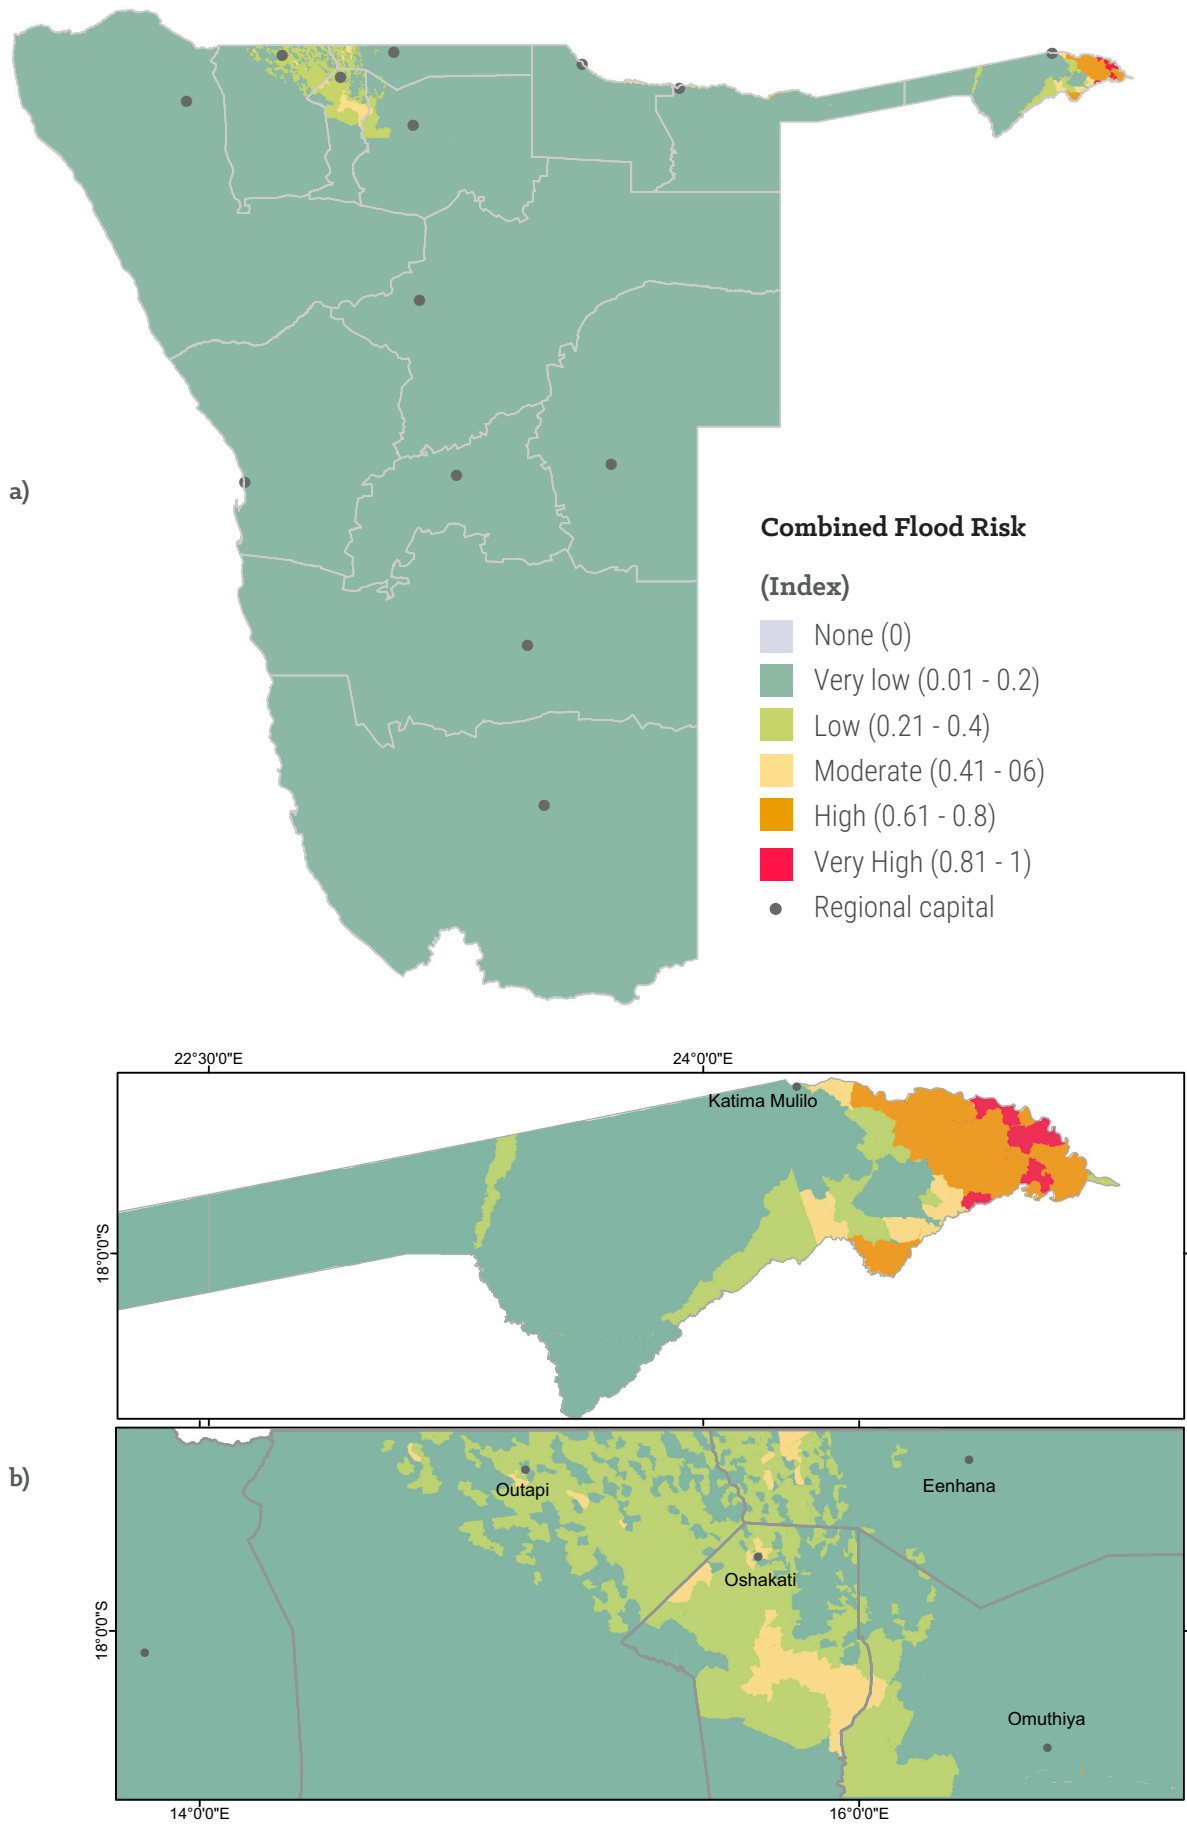 a)
Combined Flood Risk
(Index)
None (0)
Very low (0.01 - 0.2)
Low (0.21 - 0.4)
Moderate (0.41 - 06)
High (0.61 - 0.8)
Very High (0.81 - 1)
Regional capital
22°30'0"E
24°0'0"E
Katima Mulilo
18°0'0"S
b)
Outapi
Eenhana
Oshakati
18°0'0"S
Omuthiya
14°0'0"E
16°0'0"E